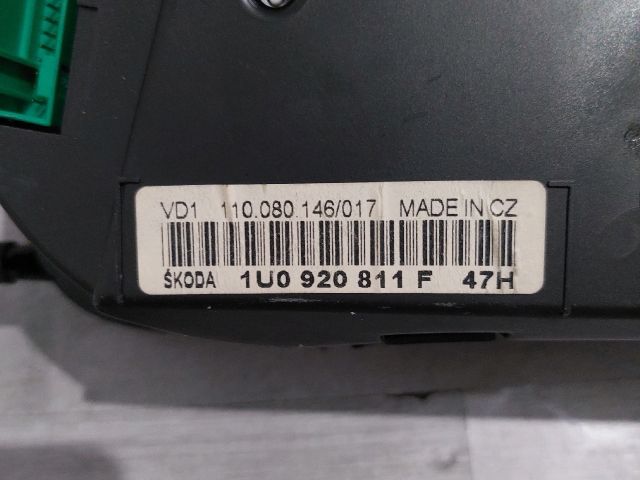 VD1 110.080.146/017 MADE IN CZ
ŠKODA 1U0 920 811 F 47H